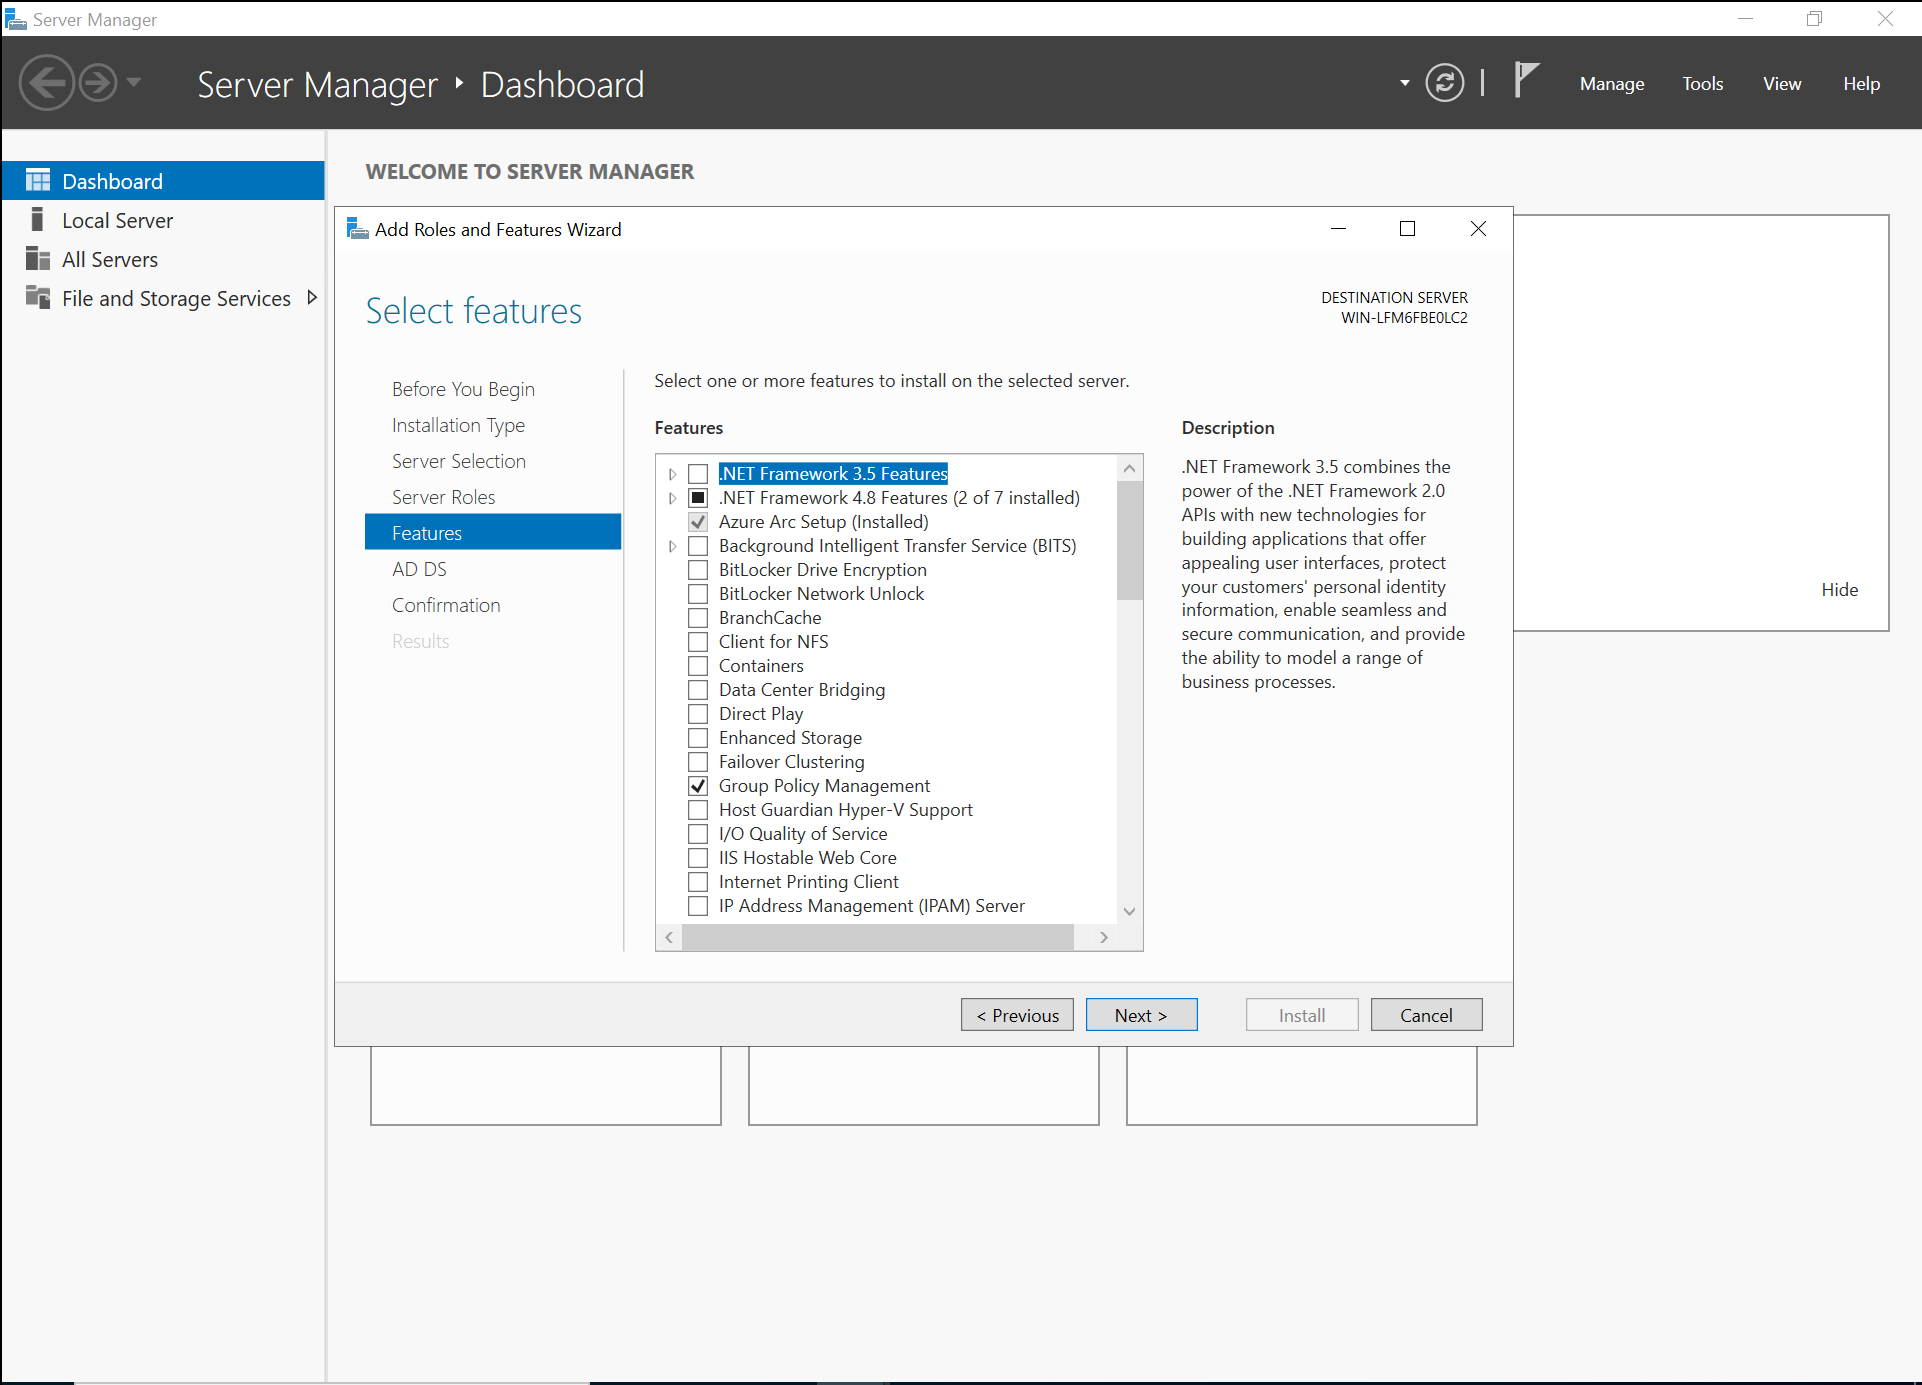 Server Manager
Server Manager
Dashboard
Manage
Tools
View
Help
Dashboard
Local Server
All Servers
File and Storage Services
WELCOME TO SERVER MANAGER
Hide
Add Roles and Features Wizard
Select features
DESTINATION SERVER
WIN-LFM6FBE0LC2
Before You Begin
Installation Type
Server Selection
Server Roles
Features
AD DS
Confirmation
Results
Select one or more features to install on the selected server.
Features
.NET Framework 3.5 Features
.NET Framework 4.8 Features (2 of 7 installed)
Azure Arc Setup (Installed)
Background Intelligent Transfer Service (BITS)
BitLocker Drive Encryption
BitLocker Network Unlock
BranchCache
Client for NFS
Containers
Data Center Bridging
Direct Play
Enhanced Storage
Failover Clustering
Group Policy Management
Host Guardian Hyper-V Support
I/O Quality of Service
IIS Hostable Web Core
Internet Printing Client
IP Address Management (IPAM) Server
Description
.NET Framework 3.5 combines the
power of the .NET Framework 2.0
APIs with new technologies for
building applications that offer
appealing user interfaces, protect
your customers' personal identity
information, enable seamless and
secure communication, and provide
the ability to model a range of
business processes.
< Previous
Next >
Install
Cancel